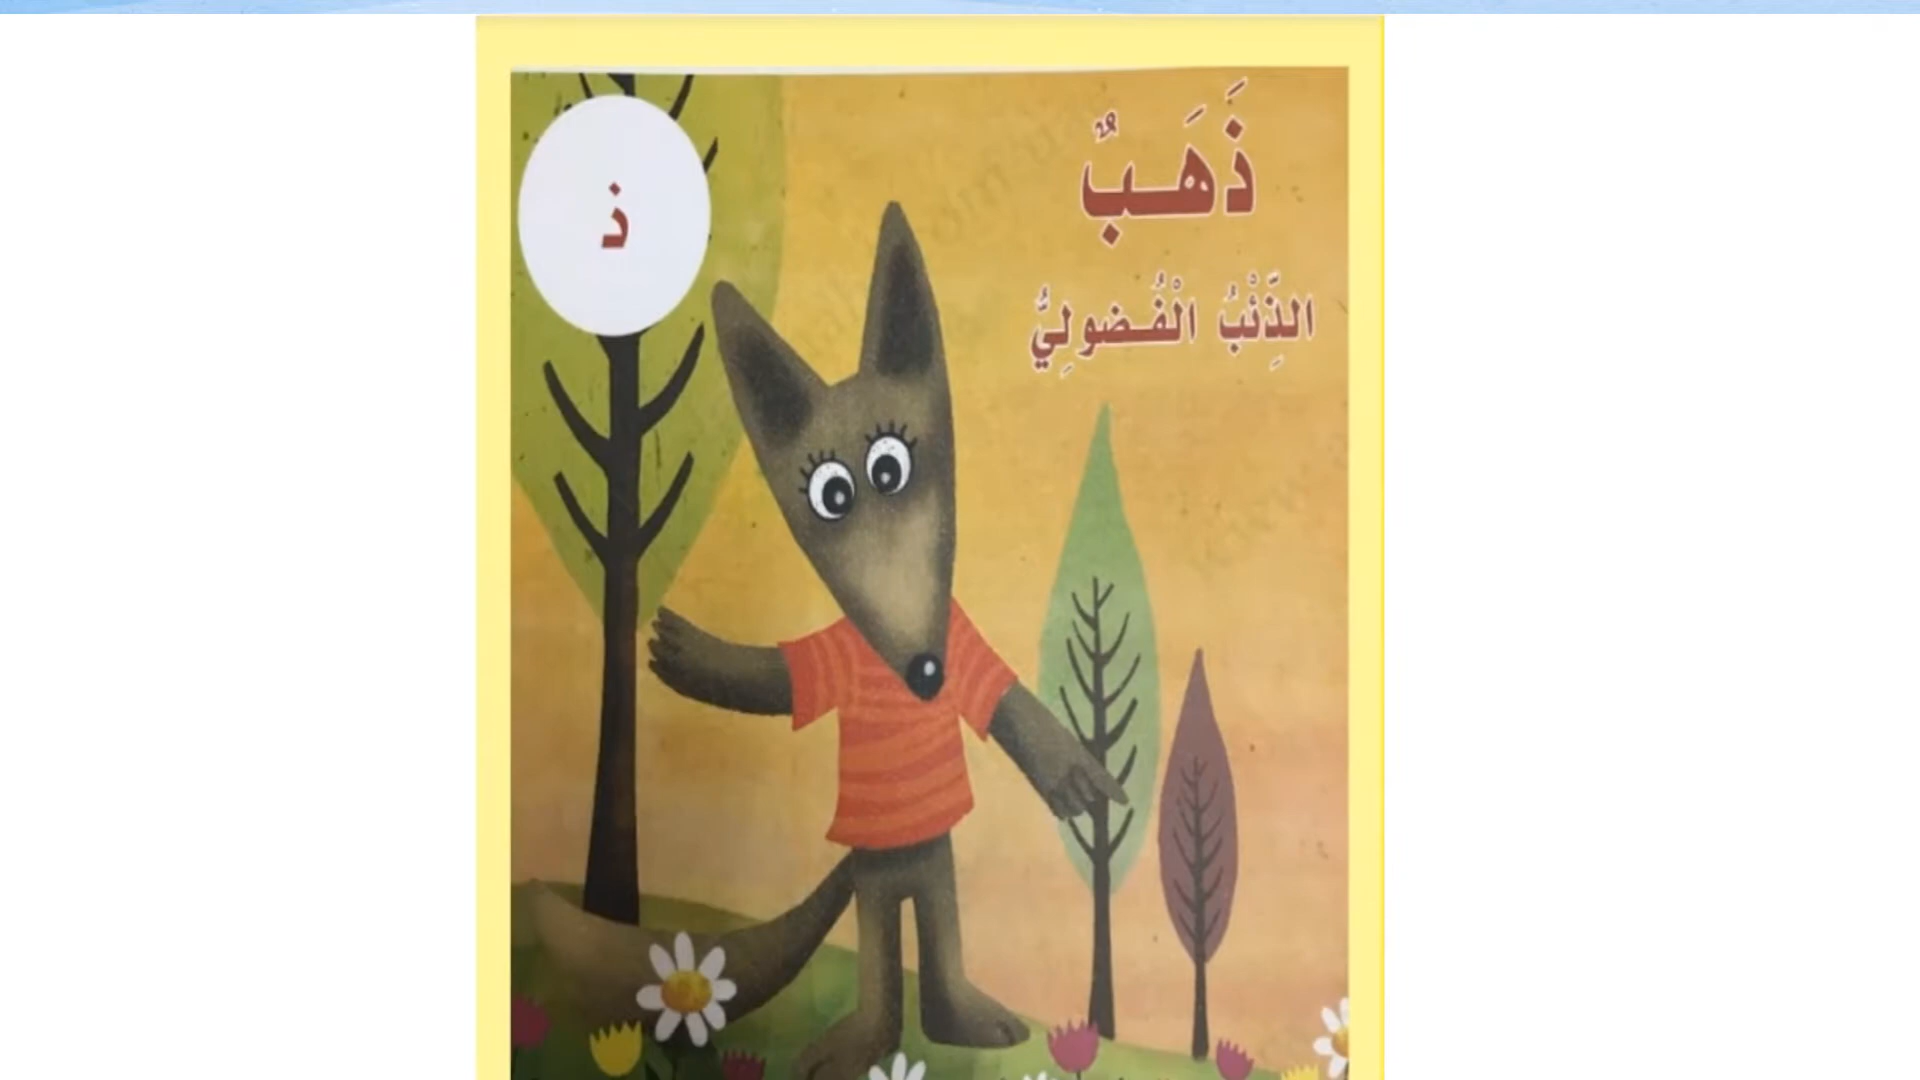 ذَهَبٌ
الذِّئْبُ الْفُضولِيُّ
ذ